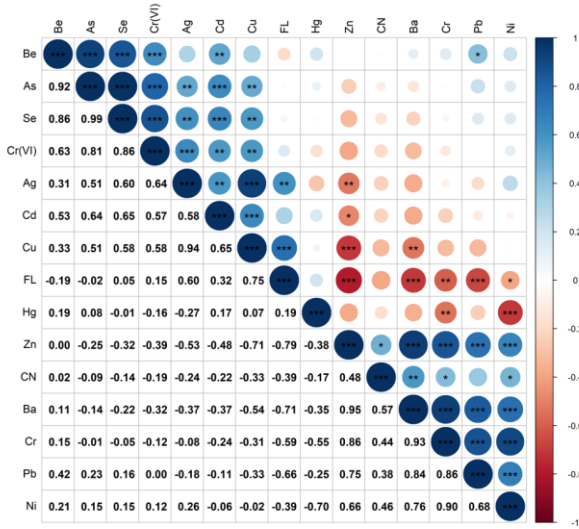 Be As Se Cr(VI) Ag Cd Cu FL Hg Zn CN Ba Cr Pb Ni
Be *** *** *** *** ** *
As 0.92 *** *** *** ** *** **
Se 0.86 0.99 *** *** ** *** **
Cr(VI) 0.63 0.81 0.86 *** *** ** **
Ag 0.31 0.51 0.60 0.64 *** ** *** ** **
Cd 0.53 0.64 0.65 0.57 0.58 *** *** *
Cu 0.33 0.51 0.58 0.58 0.94 0.65 *** *** *** **
FL -0.19 -0.02 0.05 0.15 0.60 0.32 0.75 *** *** *** ** *** *
Hg 0.19 0.08 -0.01 -0.16 -0.27 0.17 0.07 0.19 *** ** ***
Zn 0.00 -0.25 -0.32 -0.39 -0.53 -0.48 -0.71 -0.79 -0.38 *** * *** *** *** ***
CN 0.02 -0.09 -0.14 -0.19 -0.24 -0.22 -0.33 -0.39 -0.17 0.48 *** ** * *
Ba 0.11 -0.14 -0.22 -0.32 -0.37 -0.37 -0.54 -0.71 -0.35 0.95 0.57 *** *** *** ***
Cr 0.15 -0.01 -0.05 -0.12 -0.08 -0.24 -0.31 -0.59 -0.55 0.86 0.44 0.93 *** *** ***
Pb 0.42 0.23 0.16 0.00 -0.18 -0.11 -0.33 -0.66 -0.25 0.75 0.38 0.84 0.86 *** ***
Ni 0.21 0.15 0.15 0.12 0.26 -0.06 -0.02 -0.39 -0.70 0.66 0.46 0.76 0.90 0.68 ***
1
0.8
0.6
0.4
0.2
0
-0.2
-0.4
-0.6
-0.8
-1